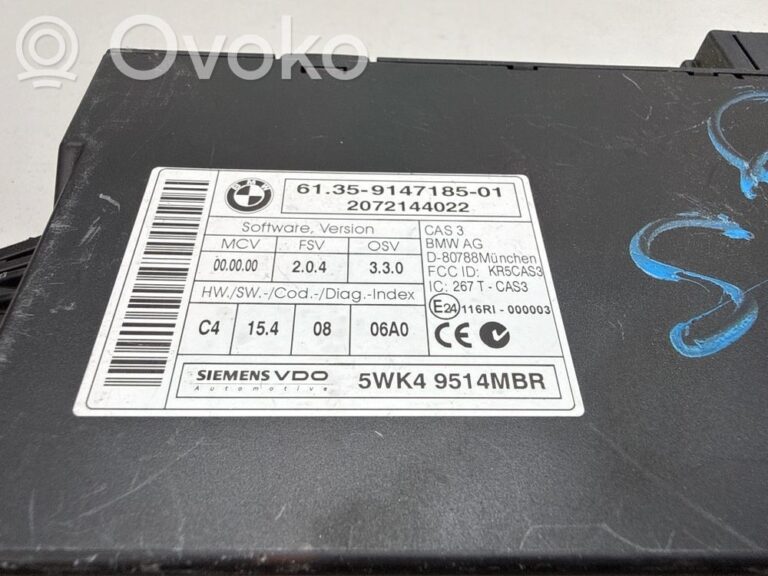 Ovoko
BMW
61.35-9147185-01
2072144022
Software, Version
MCV FSV OSV
00.00.00 2.0.4 3.3.0
HW./SW.-/Cod.-/Diag.-Index
C4 15.4 08 06A0
CAS 3
BMW AG
D-80788München
FCC ID: KR5CAS3
IC: 267 T - CAS3
E24 116RI - 000003
CE
SIEMENS VDO
Automotive
5WK4 9514MBR